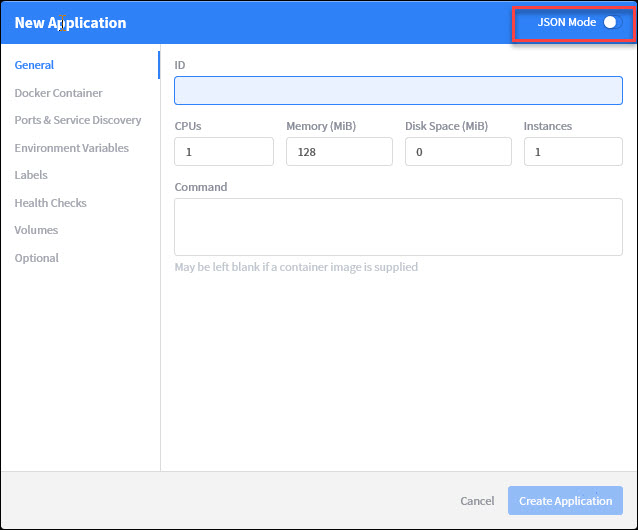 New Application
JSON Mode
General
Docker Container
Ports & Service Discovery
Environment Variables
Labels
Health Checks
Volumes
Optional
ID
CPUs Memory (MiB) Disk Space (MiB) Instances
1 128 0 1
Command
May be left blank if a container image is supplied
Cancel Create Application